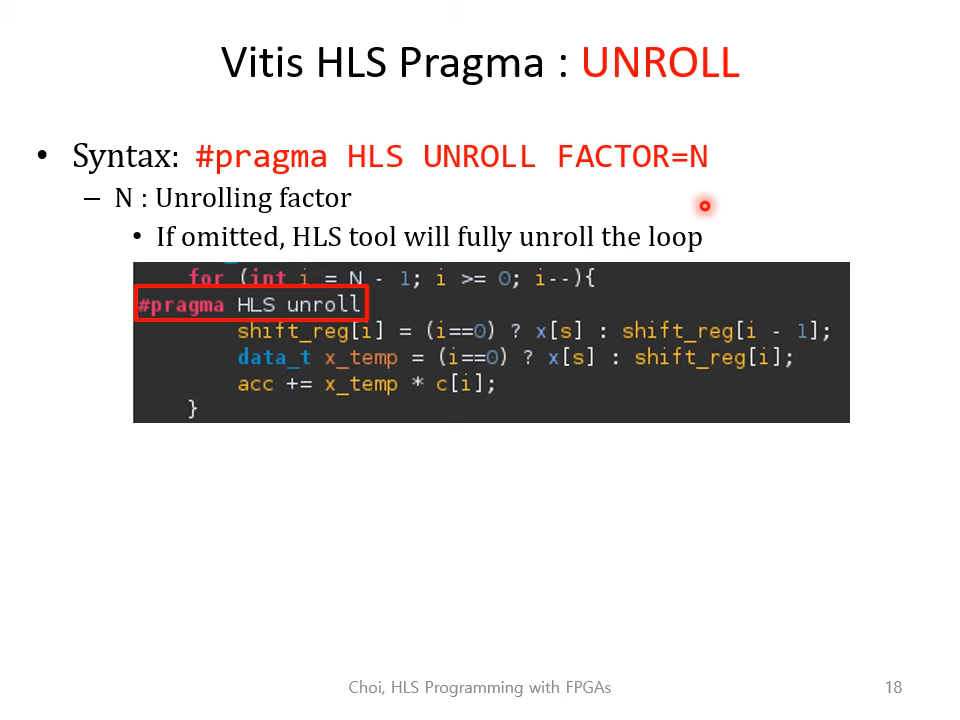 Vitis HLS Pragma : UNROLL
• Syntax: #pragma HLS UNROLL FACTOR=N
– N : Unrolling factor
• If omitted, HLS tool will fully unroll the loop
for (int i = N - 1; i >= 0; i--){
#pragma HLS unroll
shift_reg[i] = (i==0) ? x[s] : shift_reg[i - 1];
data_t x_temp = (i==0) ? x[s] : shift_reg[i];
acc += x_temp * c[i];
}
Choi, HLS Programming with FPGAs
18